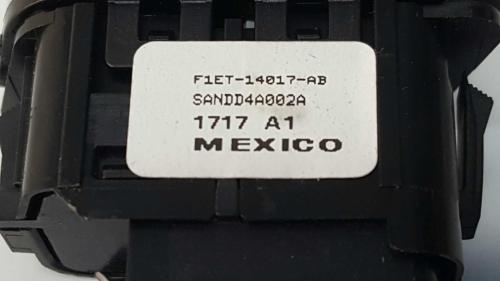 F1ET-14017-AB
SANDD4A002A
1717 A1
MEXICO